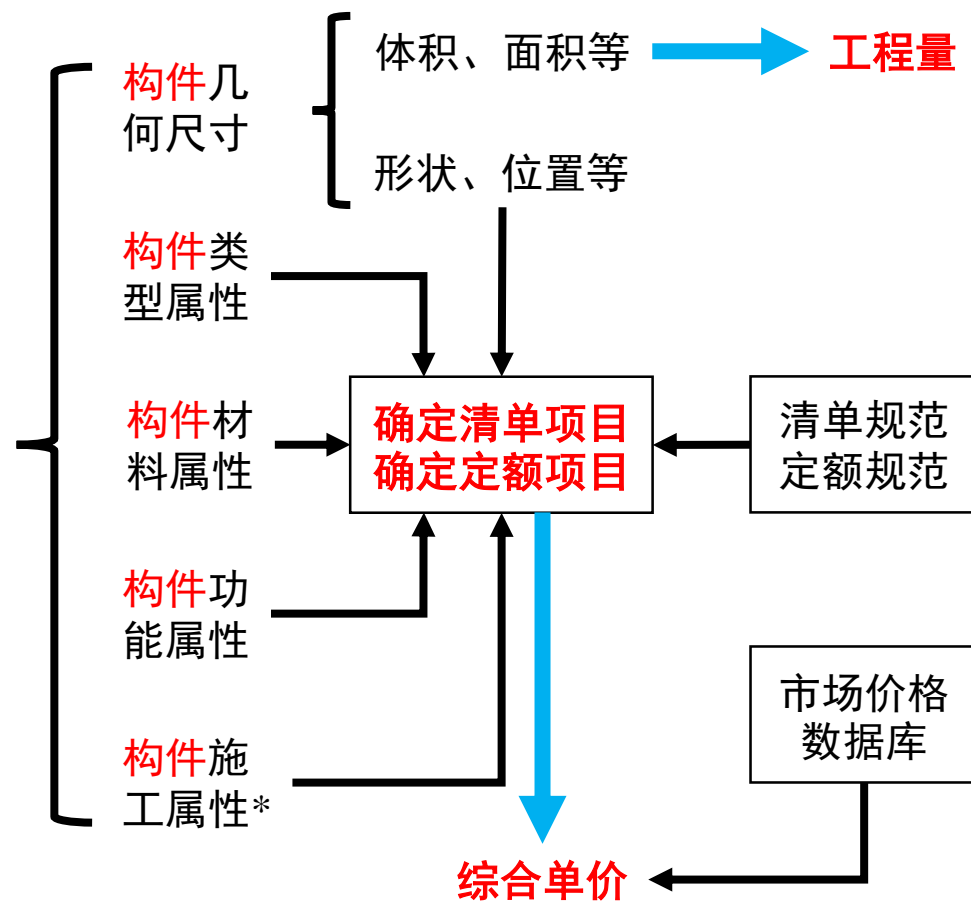 体积、面积等
工程量
构件几
何尺寸
形状、位置等
构件类
型属性
构件材
料属性
确定清单项目
确定定额项目
清单规范
定额规范
构件功
能属性
市场价格
数据库
构件施
工属性*
综合单价